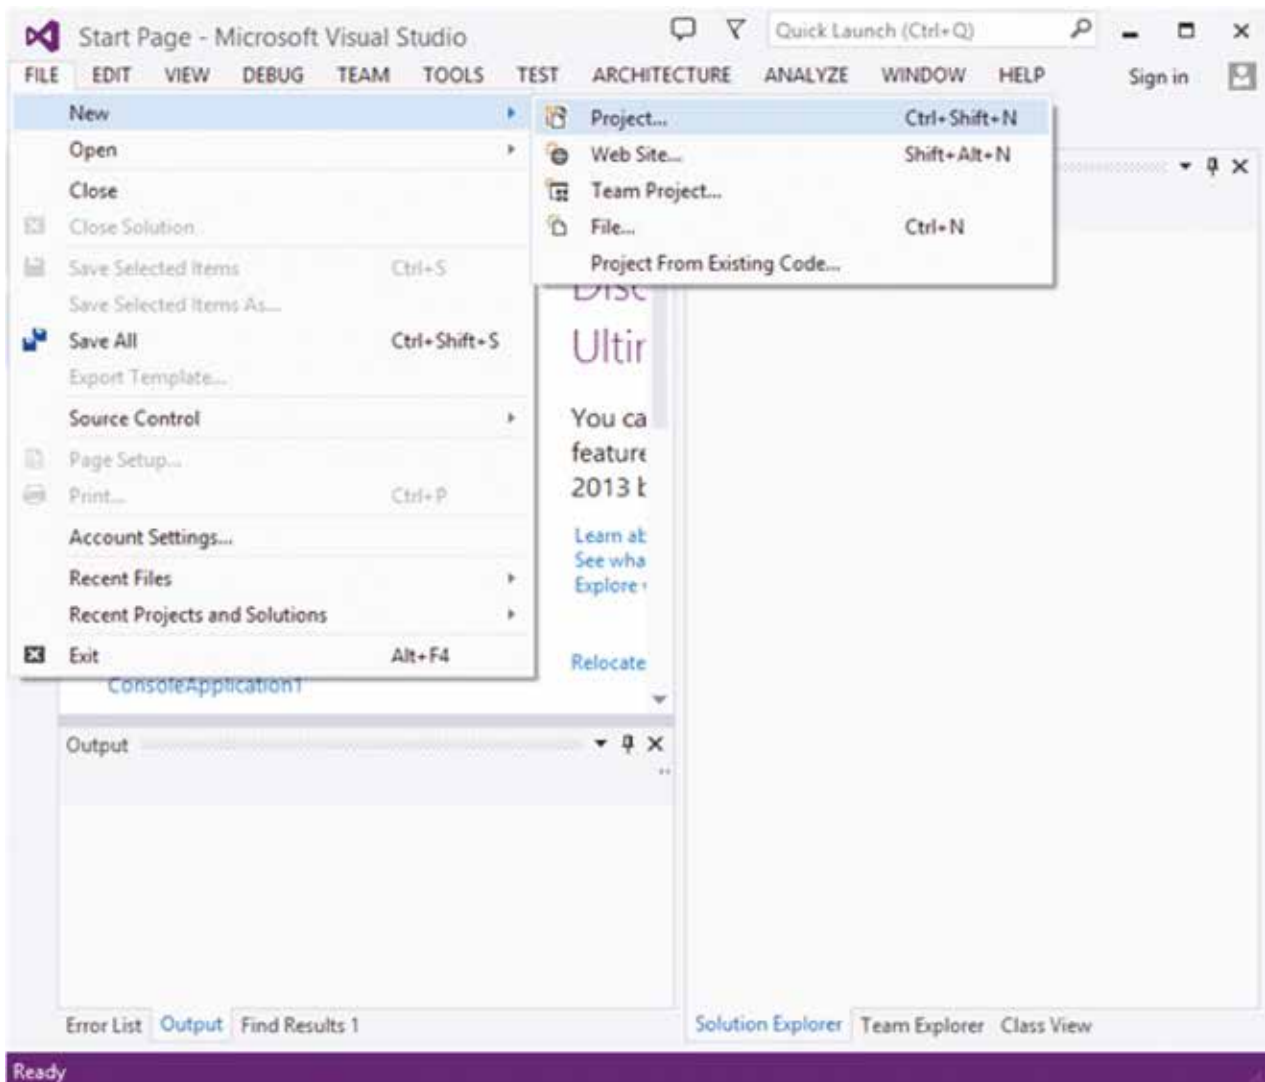 Start Page - Microsoft Visual Studio
Quick Launch (Ctrl+Q)
FILE EDIT VIEW DEBUG TEAM TOOLS TEST ARCHITECTURE ANALYZE WINDOW HELP Sign in
New
Open
Close
Close Solution
Save Selected Items Ctrl+S
Save Selected Items As...
Save All Ctrl+Shift+S
Export Template...
Source Control
Page Setup...
Print... Ctrl+P
Account Settings...
Recent Files
Recent Projects and Solutions
Exit Alt+F4
Project... Ctrl+Shift+N
Web Site... Shift+Alt+N
Team Project...
File... Ctrl+N
Project From Existing Code...
Disc
Ultir
You ca
feature
2013 b
Learn ab
See wha
Explore
Relocate
ConsoleApplication1
Output
Error List Output Find Results 1
Solution Explorer Team Explorer Class View
Ready